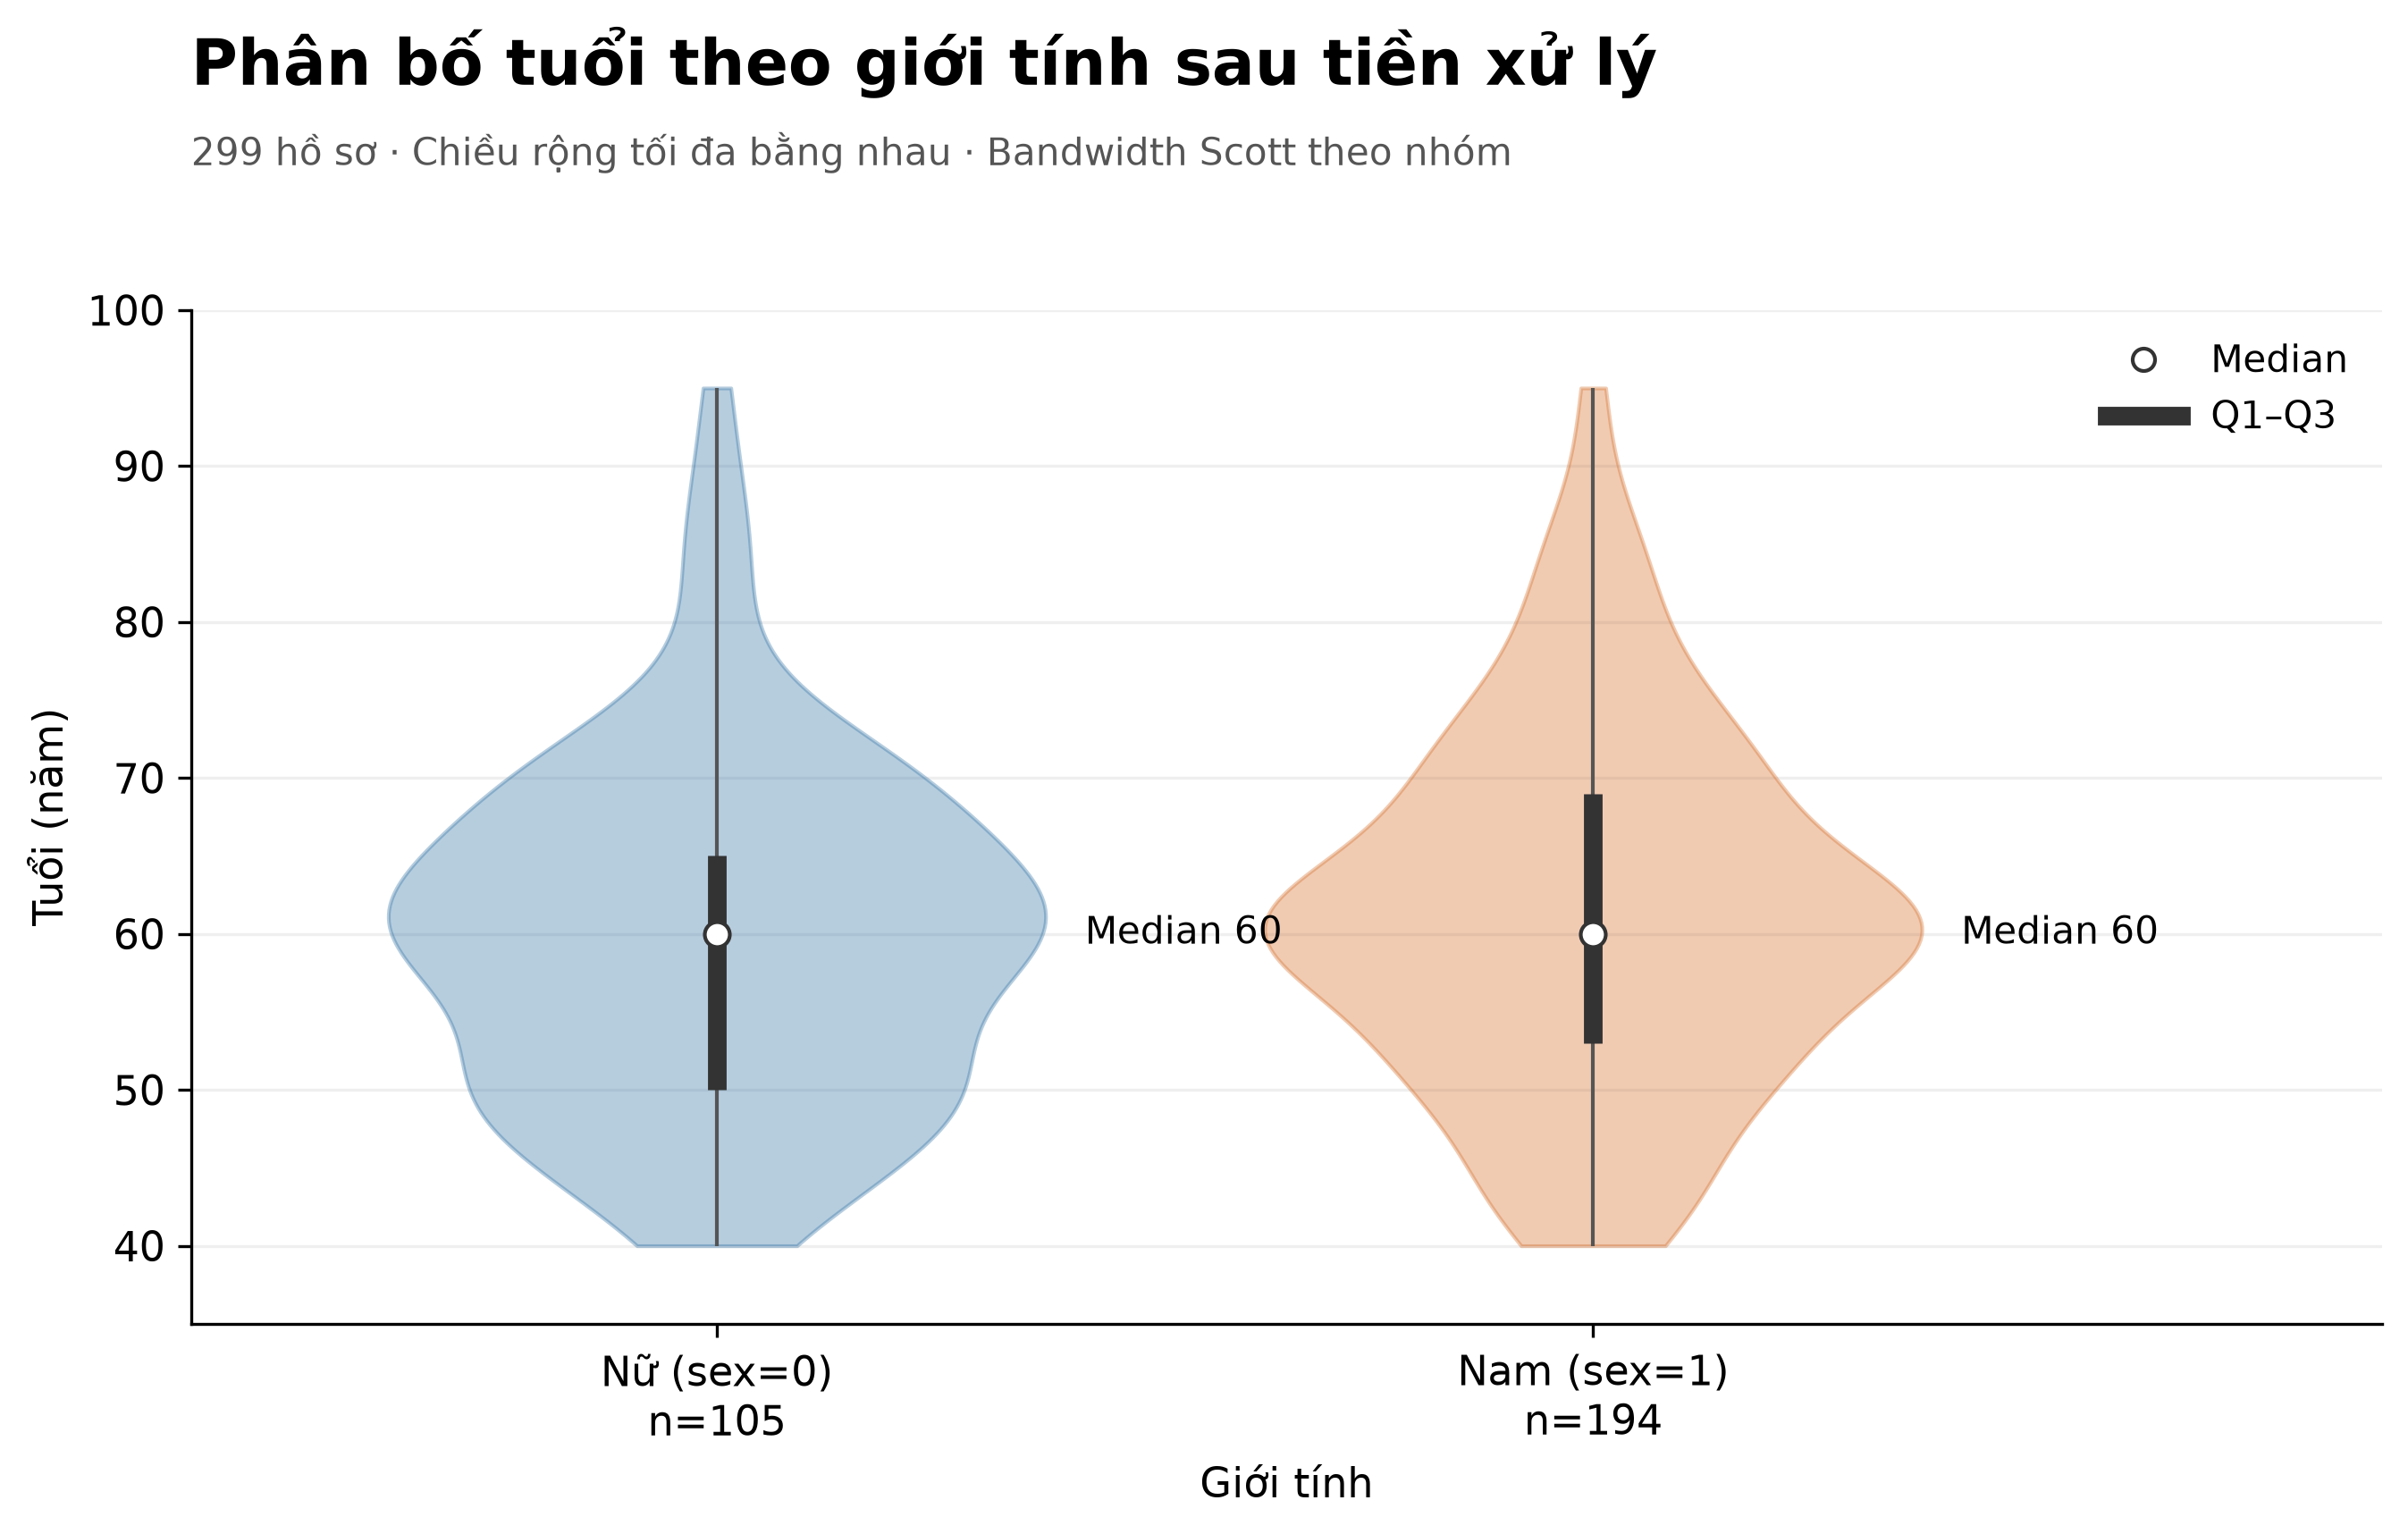 Phân bố tuổi theo giới tính sau tiền xử lý
299 hồ sơ · Chiều rộng tối đa bằng nhau · Bandwidth Scott theo nhóm
100
90
80
70
60
50
40
Tuổi (năm)
Median
Q1–Q3
Median 60
Median 60
Nữ (sex=0)
n=105
Nam (sex=1)
n=194
Giới tính